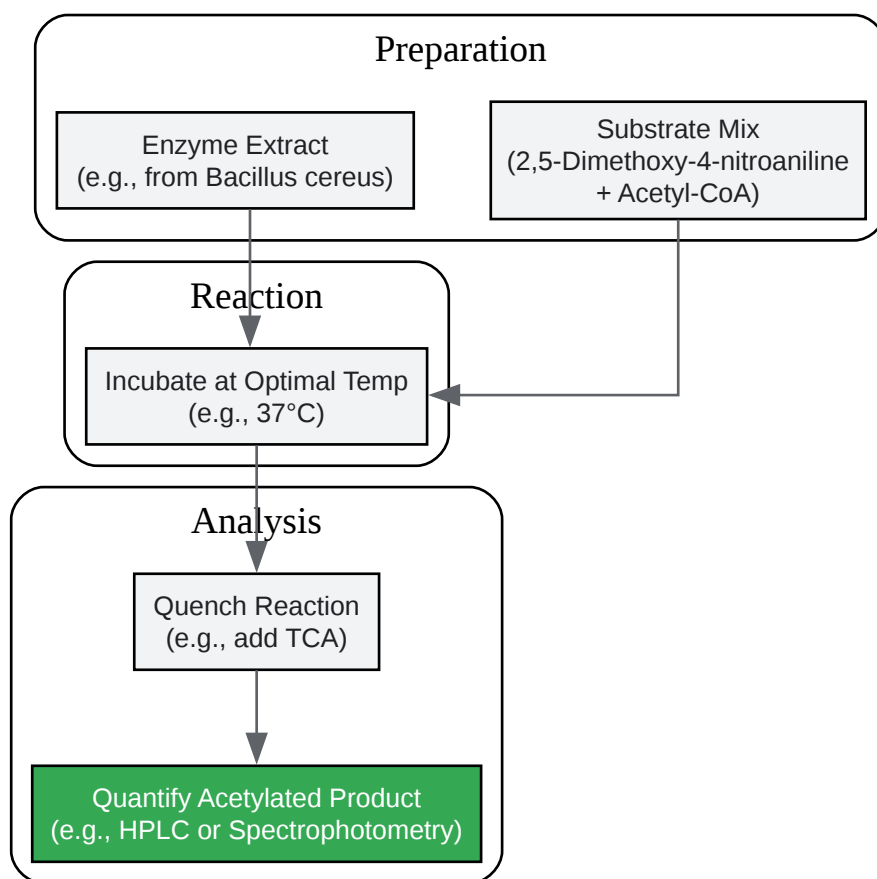 Preparation
Enzyme Extract
(e.g., from Bacillus cereus)
Substrate Mix
(2,5-Dimethoxy-4-nitroaniline
+ Acetyl-CoA)
Reaction
Incubate at Optimal Temp
(e.g., 37°C)
Analysis
Quench Reaction
(e.g., add TCA)
Quantify Acetylated Product
(e.g., HPLC or Spectrophotometry)